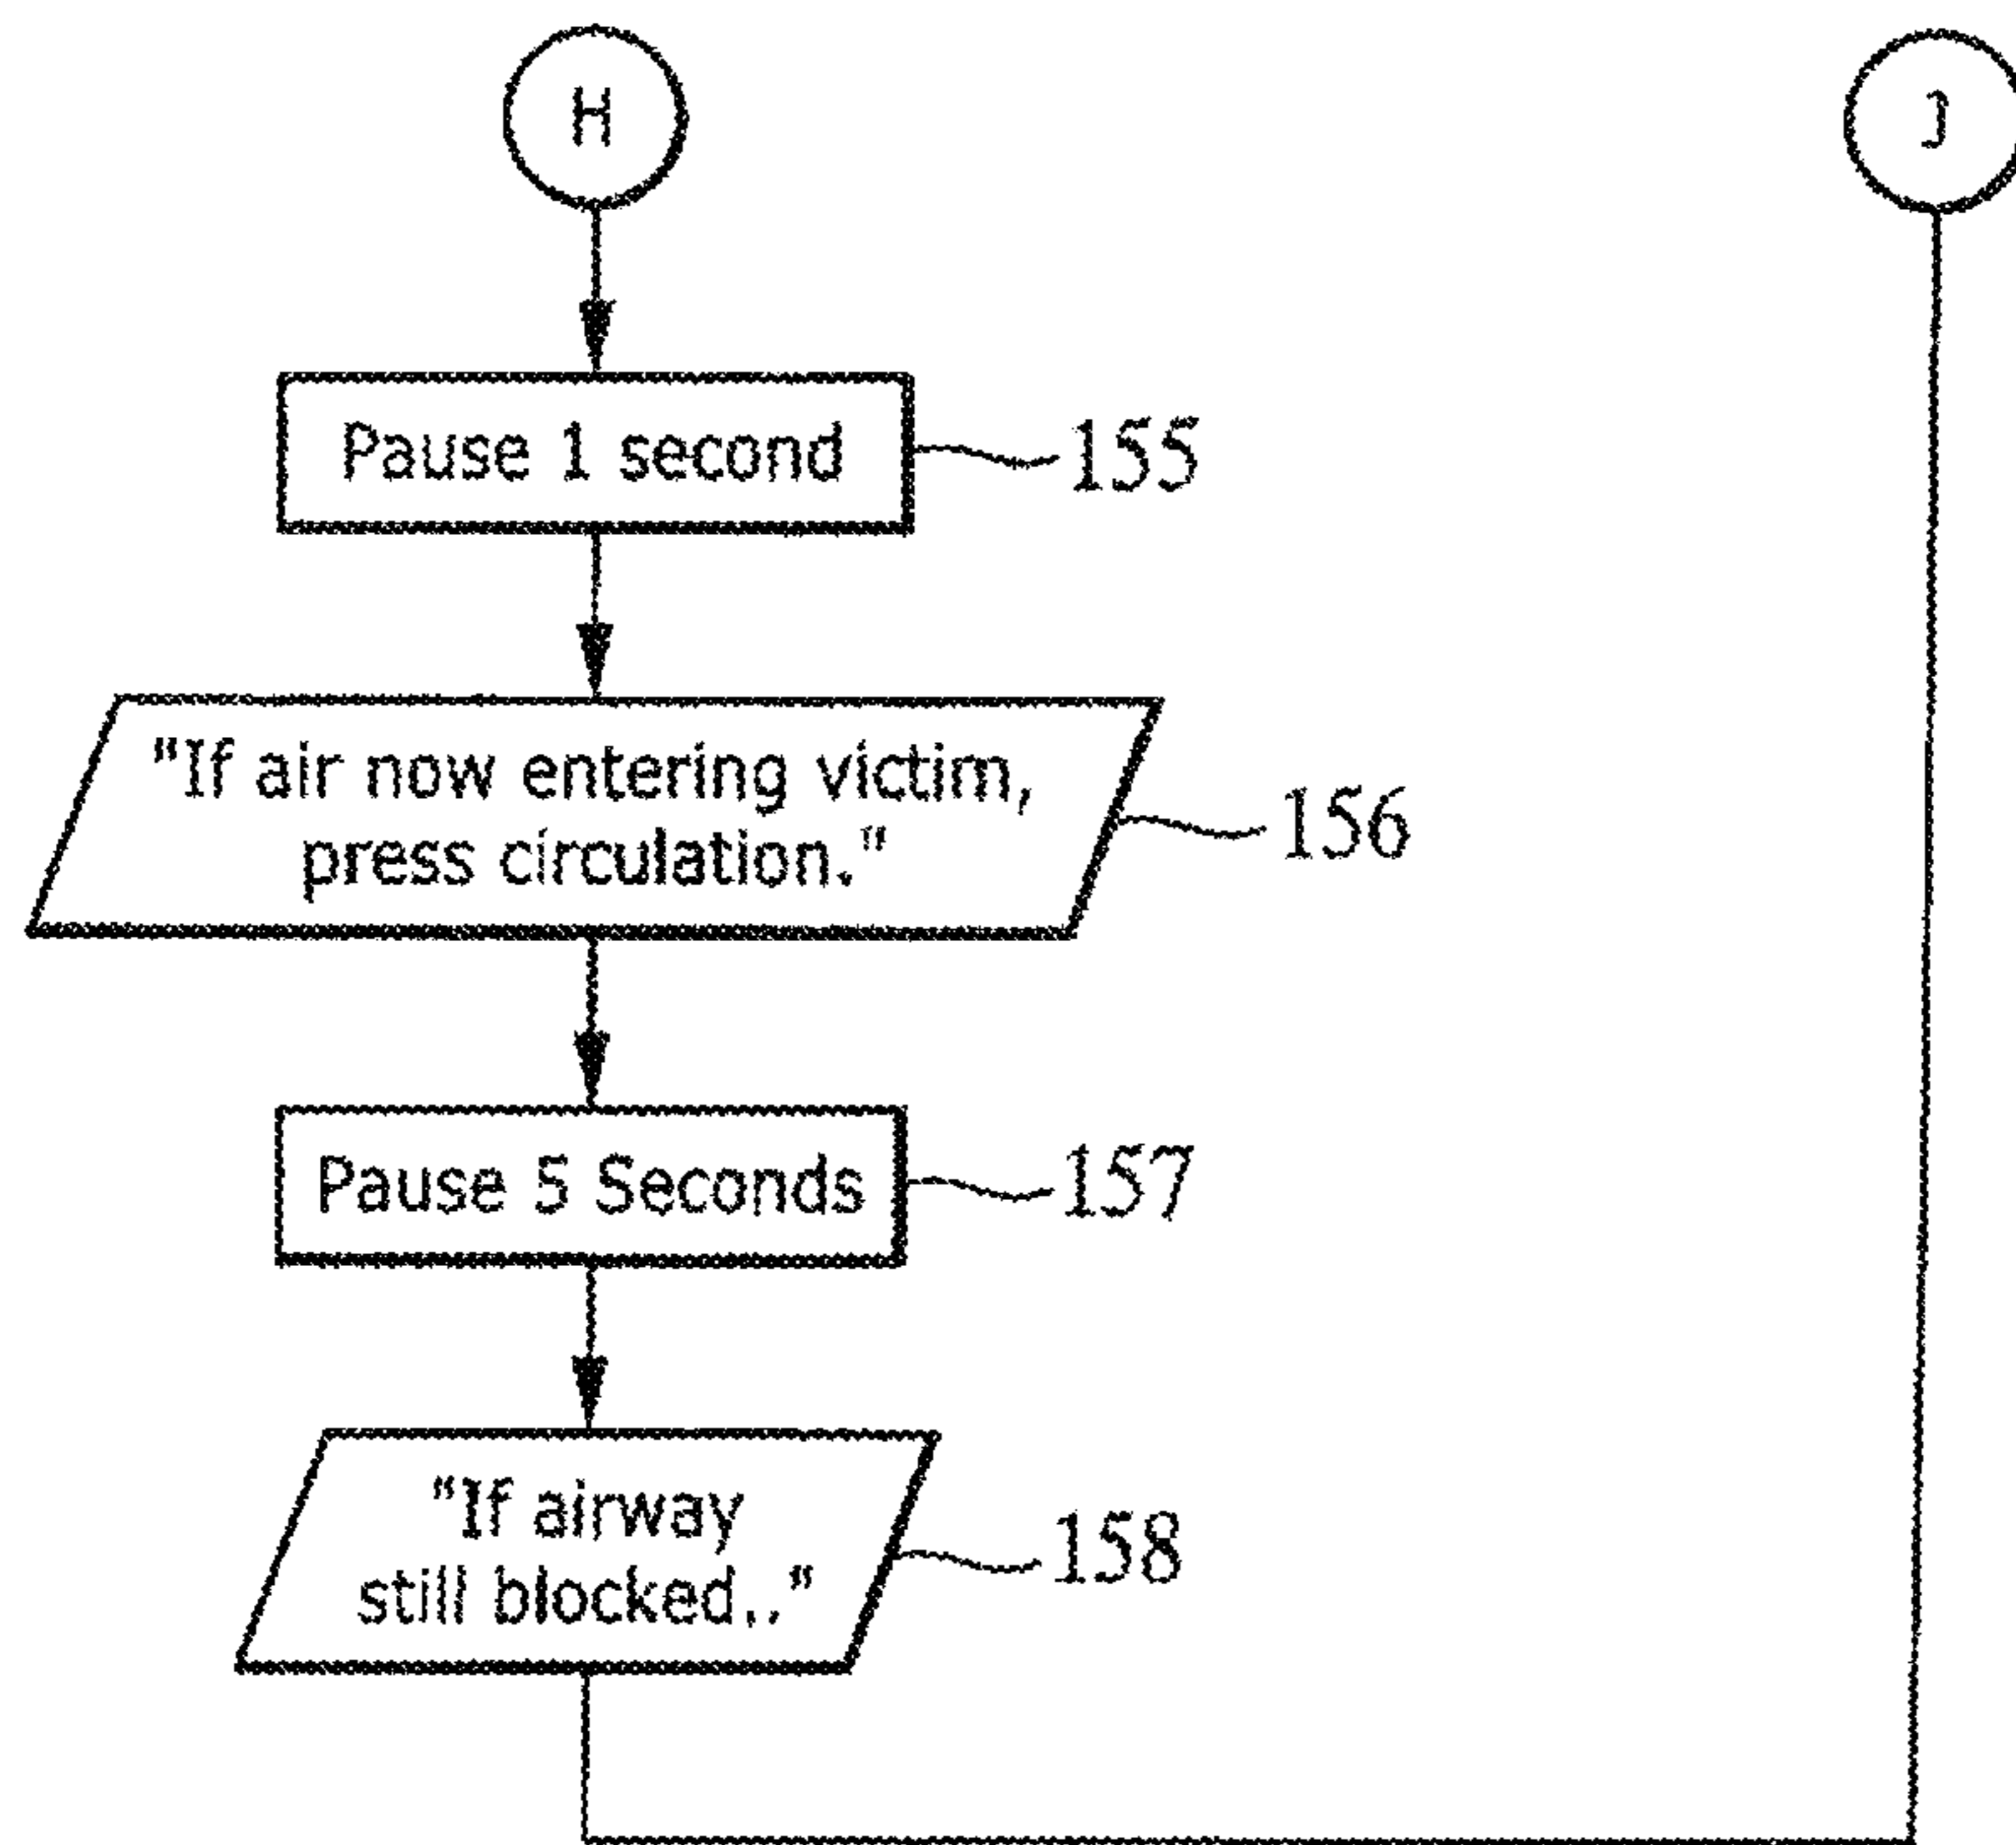 H
J
Pause 1 second
155
"If air now entering victim,
press circulation."
156
Pause 5 Seconds
157
"If airway
still blocked.."
158